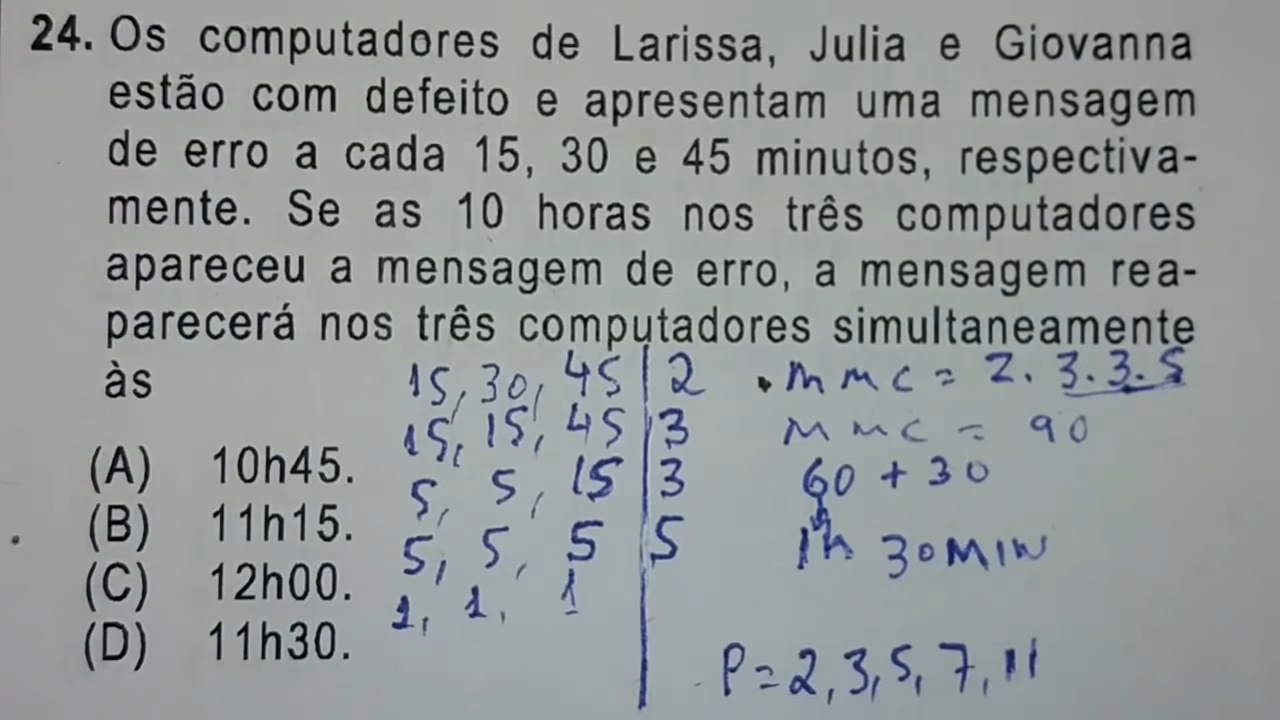 24. Os computadores de Larissa, Julia e Giovanna
estão com defeito e apresentam uma mensagem
de erro a cada 15, 30 e 45 minutos, respectiva-
mente. Se as 10 horas nos três computadores
apareceu a mensagem de erro, a mensagem rea-
parecerá nos três computadores simultaneamente
às
(A) 10h45.
(B) 11h15.
(C) 12h00.
(D) 11h30.
15, 30, 45 | 2
15, 15, 45 | 3
5, 5, 15 | 3
5, 5, 5 | 5
1, 1, 1
. MMC = 2.3.3.5
MMC = 90
60 + 30
1h 30MIN
P=2,3,5,7,11